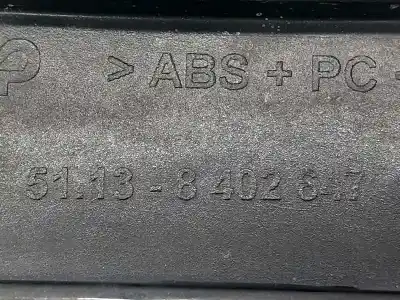 > ABS + PC
51.13 - 8 402 647